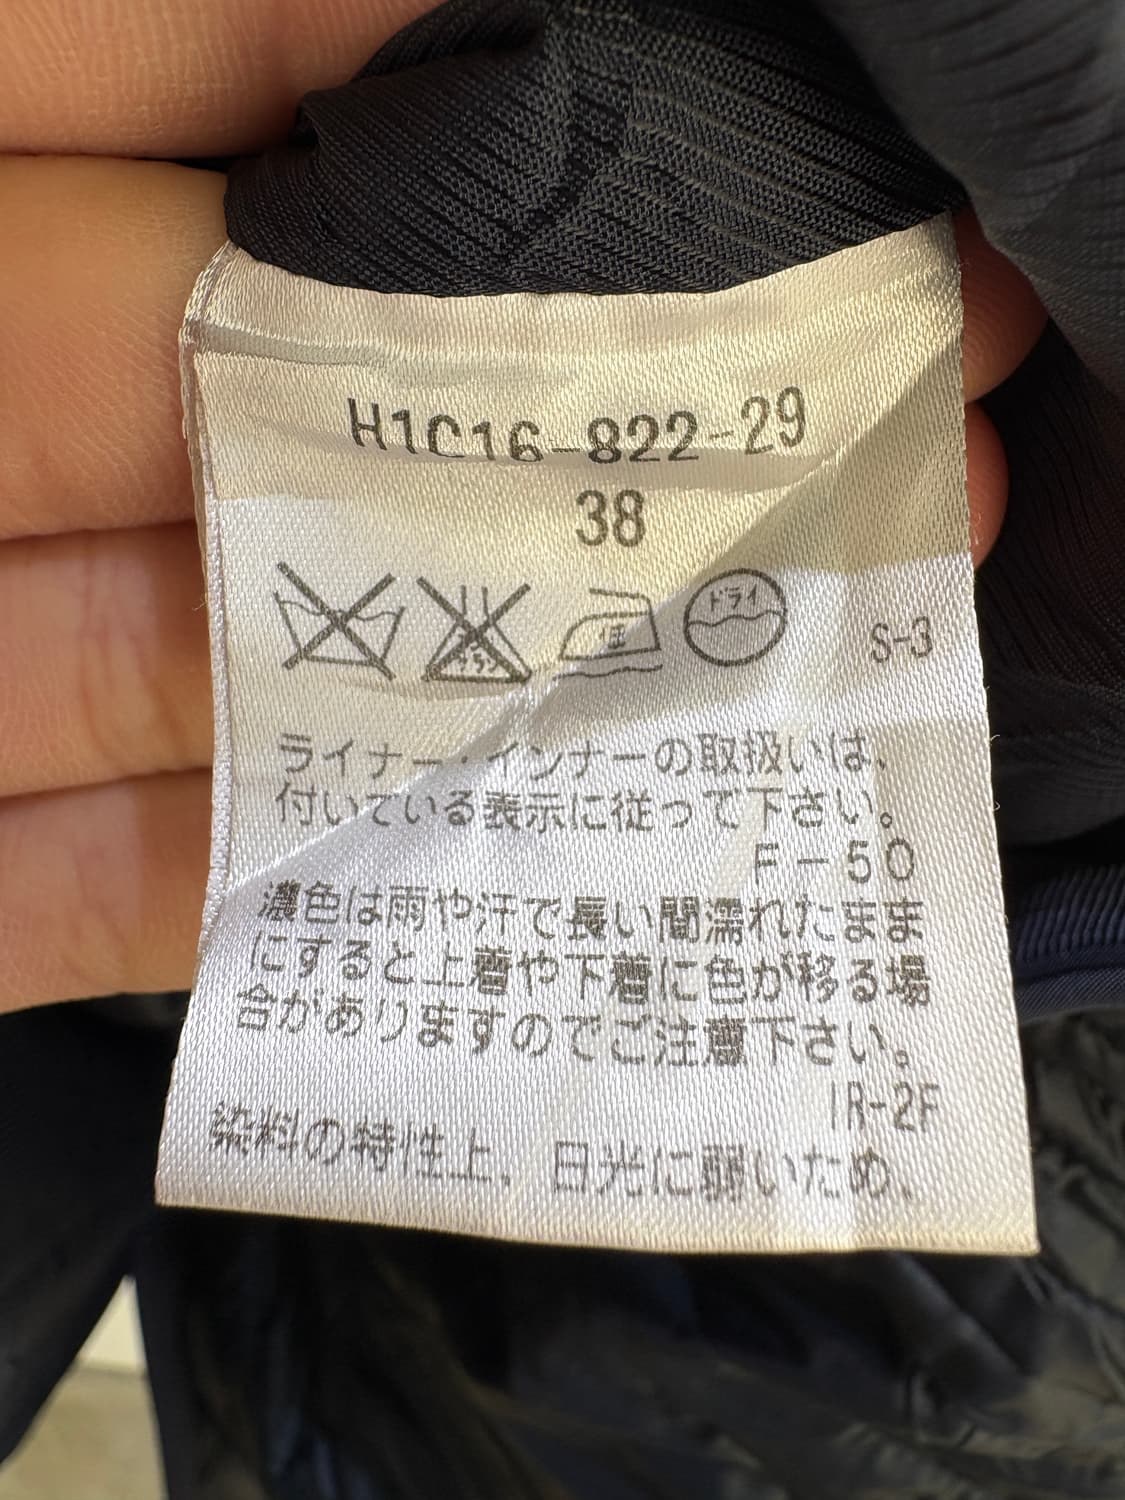 H1C16-822-29
38
ドライ
S-3
ライナー・インナーの取扱いは、
付いている表示に従って下さい。
F-50
濃色は雨や汗で長い間濡れたまま
にすると上着や下着に色が移る場
合がありますのでご注意下さい。
IR-2F
染料の特性上、日光に弱いため、